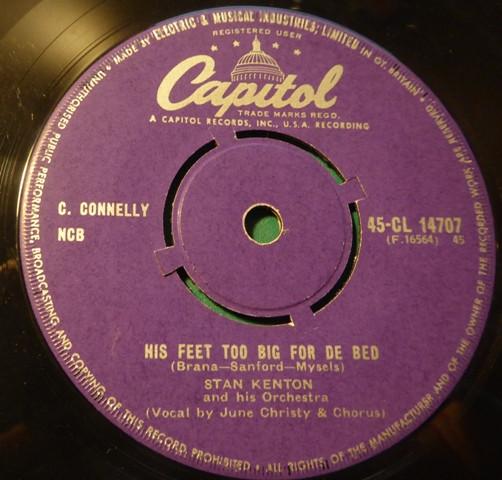 MADE BY ELECTRIC & MUSICAL INDUSTRIES, LIMITED IN GT. BRITAIN •
REGISTERED USER
Capitol
TRADE MARKS REGD.
A CAPITOL RECORDS, INC., U.S.A. RECORDING
C. CONNELLY
NCB
45-CL 14707
(F.16564) 45
HIS FEET TOO BIG FOR DE BED
(Brana—Sanford—Mysels)
STAN KENTON
and his Orchestra
(Vocal by June Christy & Chorus)
ALL RIGHTS OF THE MANUFACTURER AND OF THE OWNER OF THE RECORDED WORK ARE RESERVED
UNAUTHORISED PUBLIC PERFORMANCE, BROADCASTING AND COPYING OF THIS RECORD PROHIBITED •